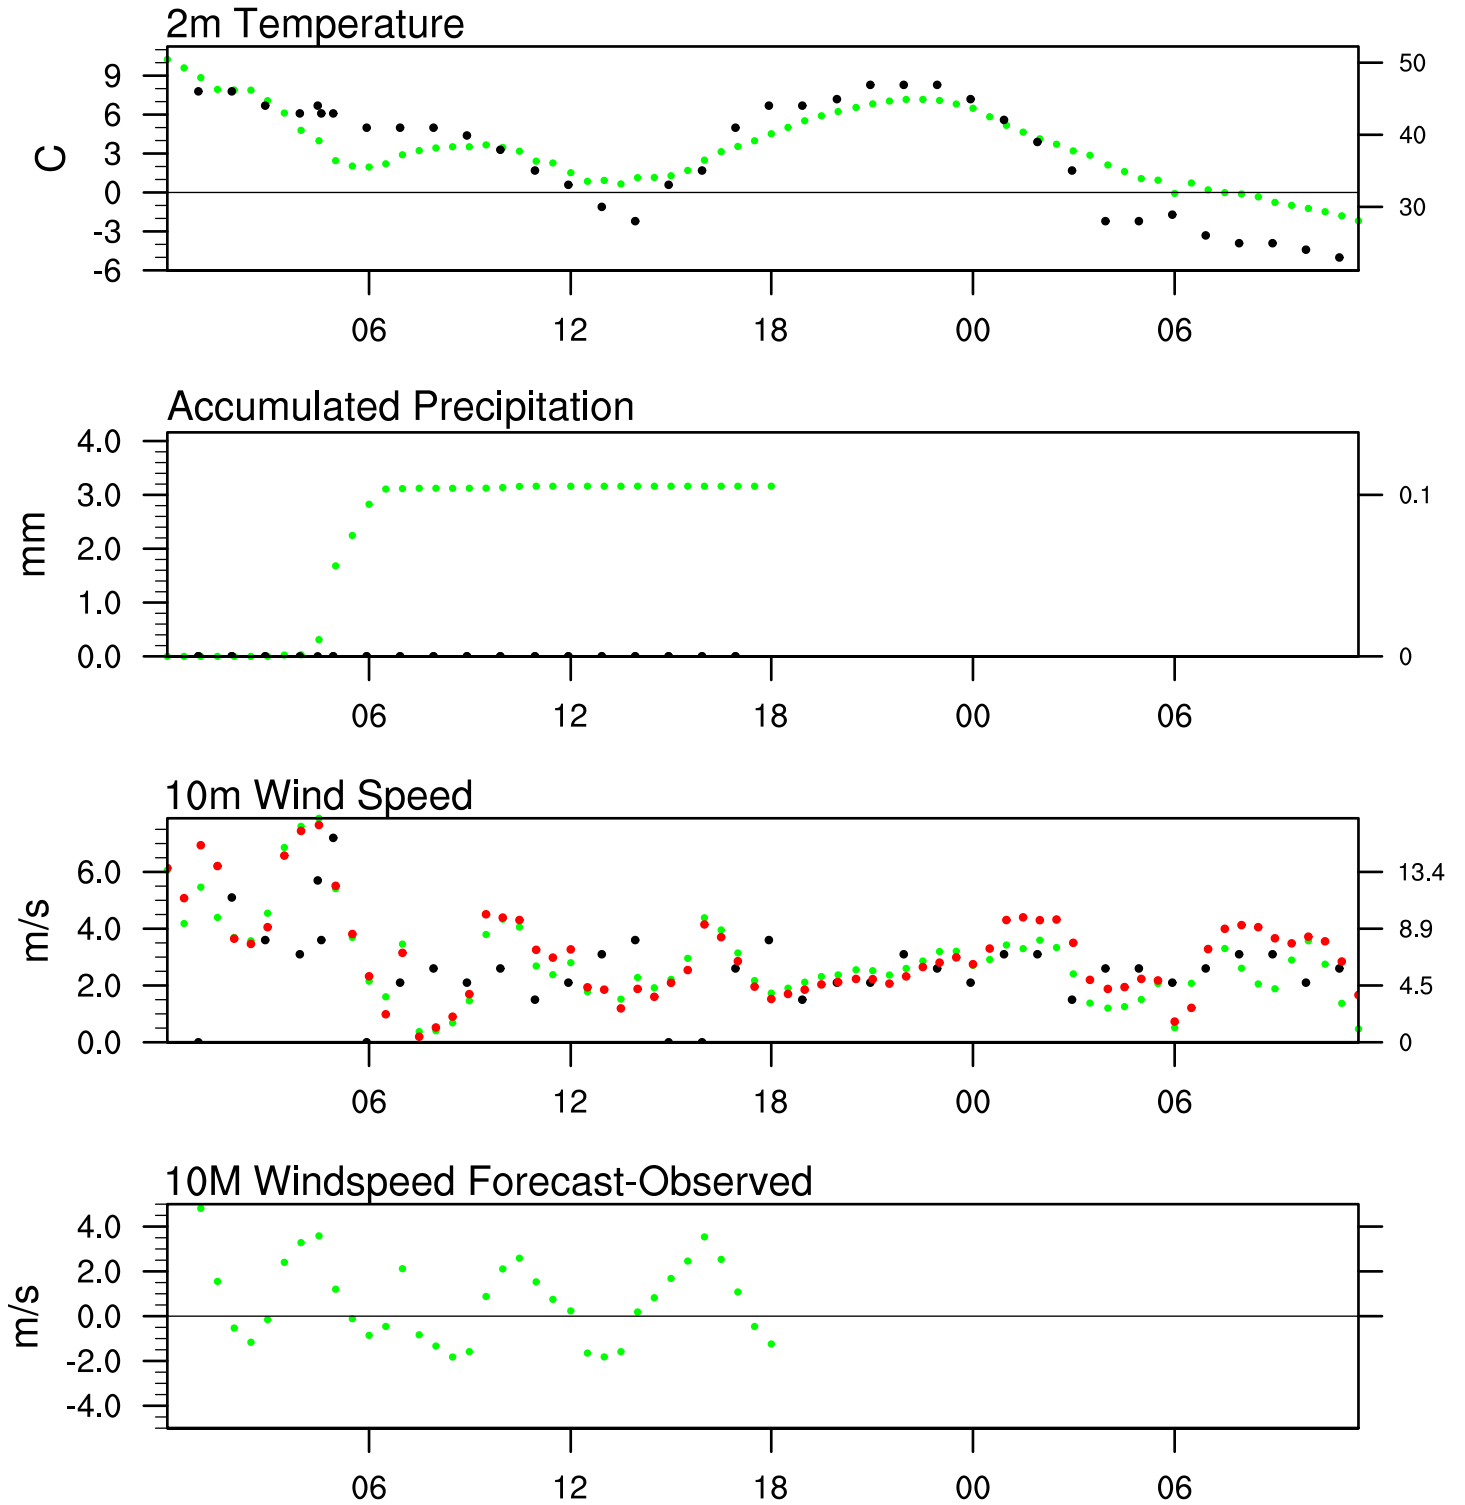 2m Temperature
9
6
3
0
-3
-6
C
50
40
30
06 12 18 00 06
Accumulated Precipitation
4.0
3.0
2.0
1.0
0.0
mm
0.1
0
06 12 18 00 06
10m Wind Speed
6.0
4.0
2.0
0.0
m/s
13.4
8.9
4.5
0
06 12 18 00 06
10M Windspeed Forecast-Observed
4.0
2.0
0.0
-2.0
-4.0
m/s
06 12 18 00 06